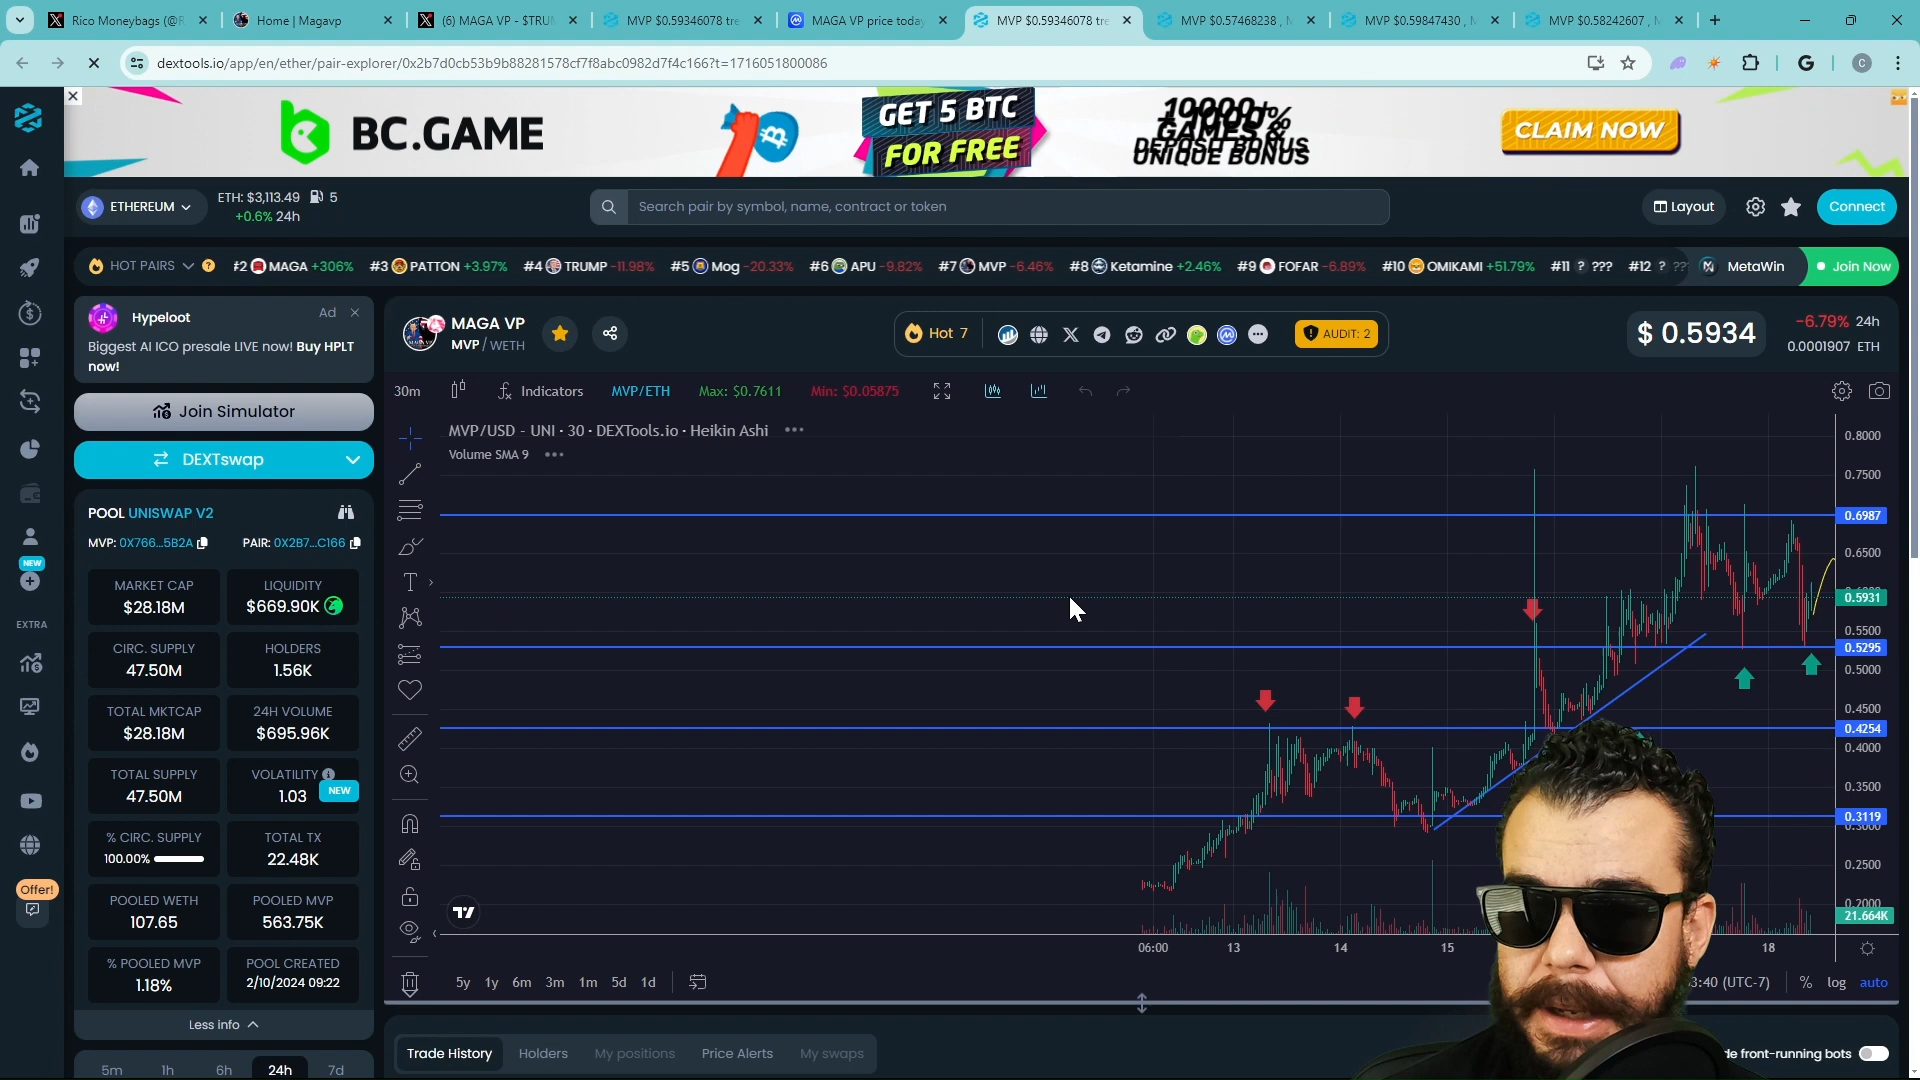 Rico Moneybags (@R
Home | Magavp
(6) MAGA VP - $TRUM
MVP $0.59346078 tre
MAGA VP price today
MVP $0.59346078 tre
MVP $0.57468238 , M
MVP $0.59847430 , M
MVP $0.58242607 , M
dextools.io/app/en/ether/pair-explorer/0x2b7d0cb53b9b88281578cf7f8abc0982d7f4c166?t=1716051800086
G
C
BC.GAME
GET 5 BTC
FOR FREE
CLAIM NOW
ETHEREUM
ETH: $3,113.49
5
+0.6% 24h
Search pair by symbol, name, contract or token
Layout
Connect
HOT PAIRS
#2 MAGA +306%
#3 PATTON +3.97%
#4 TRUMP -11.98%
#5 Mog -20.33%
#6 APU -9.82%
#7 MVP -6.46%
#8 Ketamine +2.46%
#9 FOFAR -6.89%
#10 OMIKAMI +51.79%
#11 ? ???
#12 ? ???
MetaWin
Join Now
Hypeloot
Ad
Biggest AI ICO presale LIVE now! Buy HPLT
now!
Join Simulator
DEXTswap
MAGA VP
MVP / WETH
Hot 7
AUDIT: 2
$ 0.5934
-6.79% 24h
0.0001907 ETH
30m
Indicators
MVP/ETH
Max: $0.7611
Min: $0.05875
MVP/USD - UNI · 30 · DEXTools.io · Heikin Ashi
Volume SMA 9
POOL UNISWAP V2
MVP: 0X766...5B2A
PAIR: 0X2B7...C166
MARKET CAP
$28.18M
LIQUIDITY
$669.90K
CIRC. SUPPLY
47.50M
HOLDERS
1.56K
TOTAL MKTCAP
$28.18M
24H VOLUME
$695.96K
TOTAL SUPPLY
47.50M
VOLATILITY
1.03
NEW
% CIRC. SUPPLY
100.00%
TOTAL TX
22.48K
POOLED WETH
107.65
POOLED MVP
563.75K
% POOLED MVP
1.18%
POOL CREATED
2/10/2024 09:22
Less info
5m
1h
6h
24h
7d
NEW
EXTRA
Offer!
0.8000
0.7500
0.6987
0.6500
0.5931
0.5500
0.5295
0.5000
0.4500
0.4254
0.4000
0.3500
0.3119
0.3000
0.2500
0.2000
21.664K
06:00
13
14
15
18
5y
1y
6m
3m
1m
5d
1d
3:40 (UTC-7)
%
log
auto
Trade History
Holders
My positions
Price Alerts
My swaps
de front-running bots